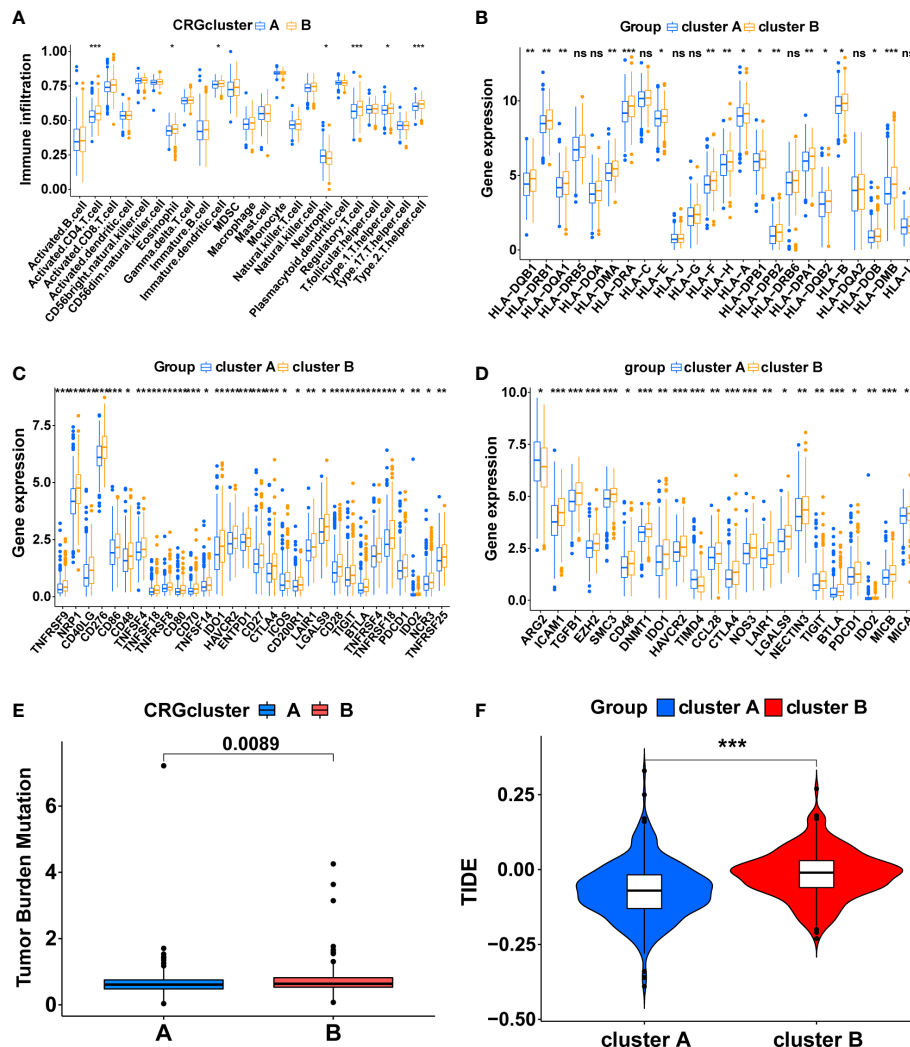 A
CRGcluster A B
Immune infiltration
1.00
0.75
0.50
0.25
0.00
*** * * * *** * ***
Activated.B.cell
Activated.CD4.T.cell
Activated.CD8.T.cell
Activated.dendritic.cell
CD56bright.natural.killer.cell
CD56dim.natural.killer.cell
Eosinophil
Gamma.delta.T.cell
Immature.B.cell
Immature.dendritic.cell
MDSC
Macrophage
Mast.cell
Monocyte
Natural.killer.T.cell
Natural.killer.cell
Neutrophil
Plasmacytoid.dendritic.cell
Regulatory.T.cell
T.follicular.helper.cell
Type.1.T.helper.cell
Type.17.T.helper.cell
Type.2.T.helper.cell
B
Group cluster A cluster B
Gene expression
10
5
0
** ** ** ns ns ** *** ns * ns ns ** ** * * ** ns ** * * ns * **
HLA−DQB1
HLA−DRB1
HLA−DQA1
HLA−DRB5
HLA−DOA
HLA−DMA
HLA−DRA
HLA−C
HLA−E
HLA−J
HLA−G
HLA−F
HLA−H
HLA−A
HLA−DPB1
HLA−DRB2
HLA−DRB6
HLA−DPA1
HLA−DQB2
HLA−B
HLA−DQA2
HLA−DOB
HLA−DMB
C
Group cluster A cluster B
Gene expression
7.5
5.0
2.5
0.0
TNFRSF9
NRP1
CD40LG
CD276
CD86
CD48
TNFSF4
TNFRSF8
CD80
CD70
TNFSF14
IDO1
HAVCR2
ENTPD1
CD27
CTLA4
ICOS
CD200R1
LAIR1
LGALS9
CD28
TIGIT
BTLA
TNFRSF4
TNFRSF18
PDCD1
IDO2
NCR3
TNFRSF25
D
group cluster A cluster B
Gene expression
10.0
7.5
5.0
2.5
0.0
* *** *** *** *** * *** ** *** *** ** *** *** ** * ** ** *** * ** ***
ARG2
ICAM1
TGFB1
EZH2
SMC3
CD48
DNMT1
IDO1
HAVCR2
TIMD4
CCL28
CTLA4
NOS3
LAIR1
LGALS9
NECTIN3
TIGIT
BTLA
PDCD1
IDO2
MICB
MICA
E
CRGcluster A B
0.0089
Tumor Burden Mutation
6
4
2
0
A B
F
Group cluster A cluster B
***
TIDE
0.25
0.00
−0.25
−0.50
cluster A cluster B